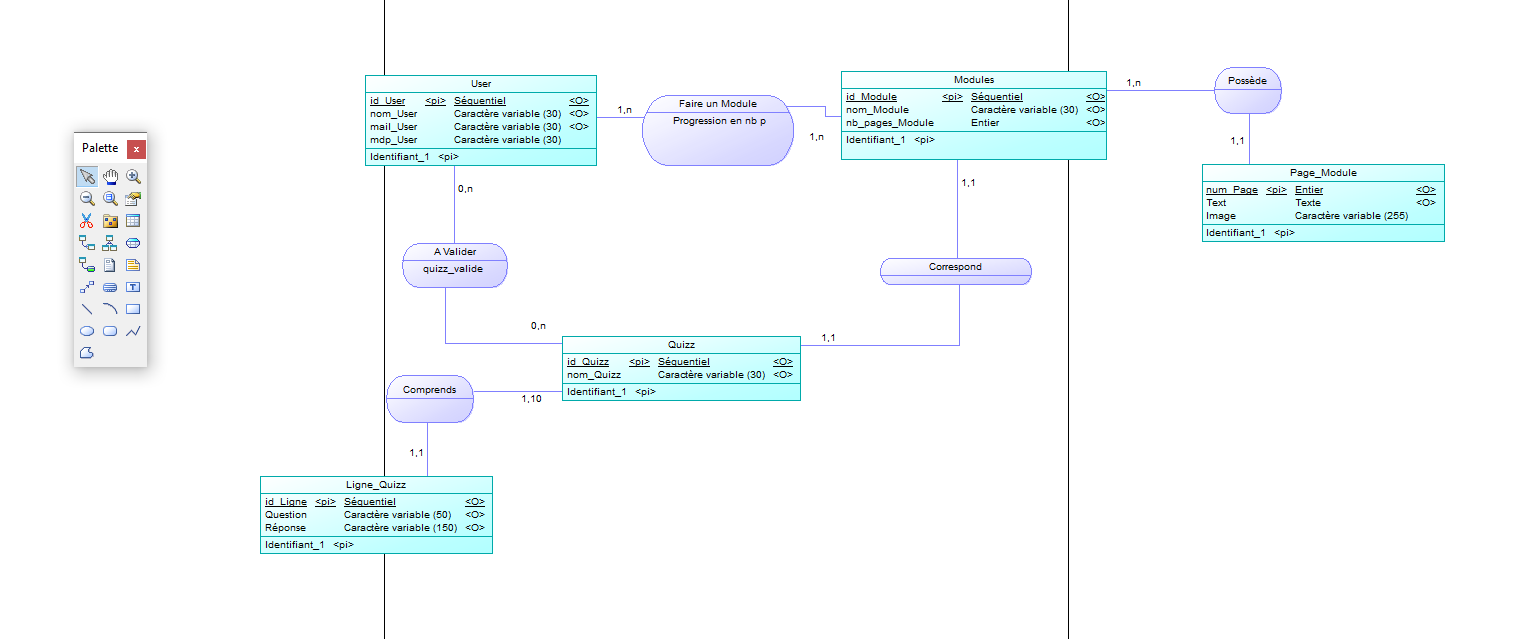 Palette x
User
id_User <pi> Séquentiel <O>
nom_User Caractère variable (30) <O>
mail_User Caractère variable (30) <O>
mdp_User Caractère variable (30)
Identifiant_1 <pi>
1,n
Faire un Module
Progression en nb p
1,n
Modules
id_Module <pi> Séquentiel <O>
nom_Module Caractère variable (30) <O>
nb_pages_Module Entier <O>
Identifiant_1 <pi>
1,n
Possède
1,1
Page_Module
num_Page <pi> Entier <O>
Text Texte <O>
Image Caractère variable (255)
Identifiant_1 <pi>
0,n
A Valider
quizz_valide
0,n
1,1
Correspond
1,1
Quizz
id_Quizz <pi> Séquentiel <O>
nom_Quizz Caractère variable (30) <O>
Identifiant_1 <pi>
Comprends
1,10
1,1
Ligne_Quizz
id_Ligne <pi> Séquentiel <O>
Question Caractère variable (50) <O>
Réponse Caractère variable (150) <O>
Identifiant_1 <pi>